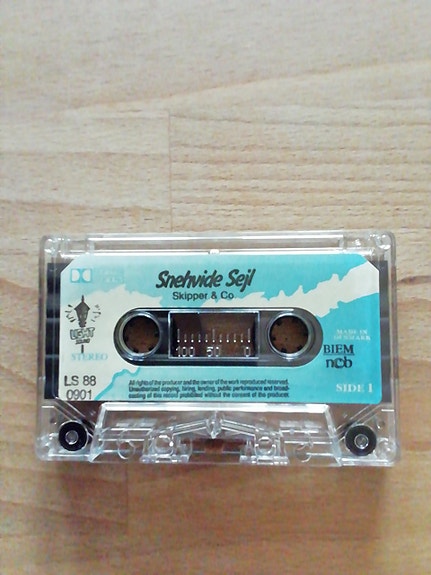 Snehvide Sejl
Skipper & Co
LIGHT
STEREO
100 50 0
MADE IN
DENMARK
BIEM
ncb
LS 88
0901
All rights of the producer and the owner of the work reproduced reserved.
Unauthorized copying, hiring, lending, public performance and broad-
casting of this record prohibited without the consent of the producer.
SIDE 1